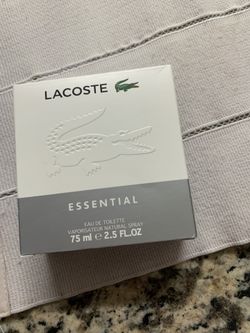 LACOSTE
ESSENTIAL
EAU DE TOILETTE
VAPORISATEUR NATURAL SPRAY
75 ml e 2.5 FL.OZ